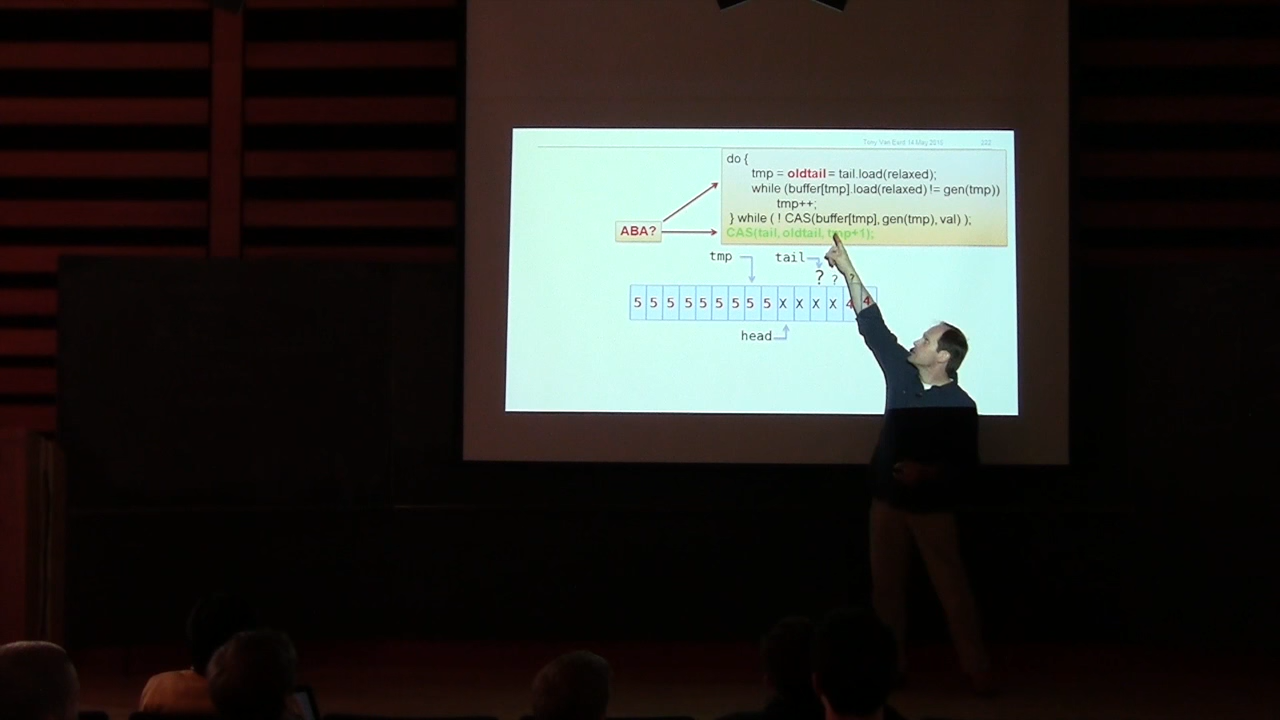 Tony Van Eerd 14 May 2015 222
do {
tmp = oldtail = tail.load(relaxed);
while (buffer[tmp].load(relaxed) != gen(tmp))
tmp++;
} while ( ! CAS(buffer[tmp], gen(tmp), val) );
CAS(tail, oldtail, tmp+1);
ABA?
tmp tail
? ? ?
5 5 5 5 5 5 5 5 5 X X X X 4 4
head